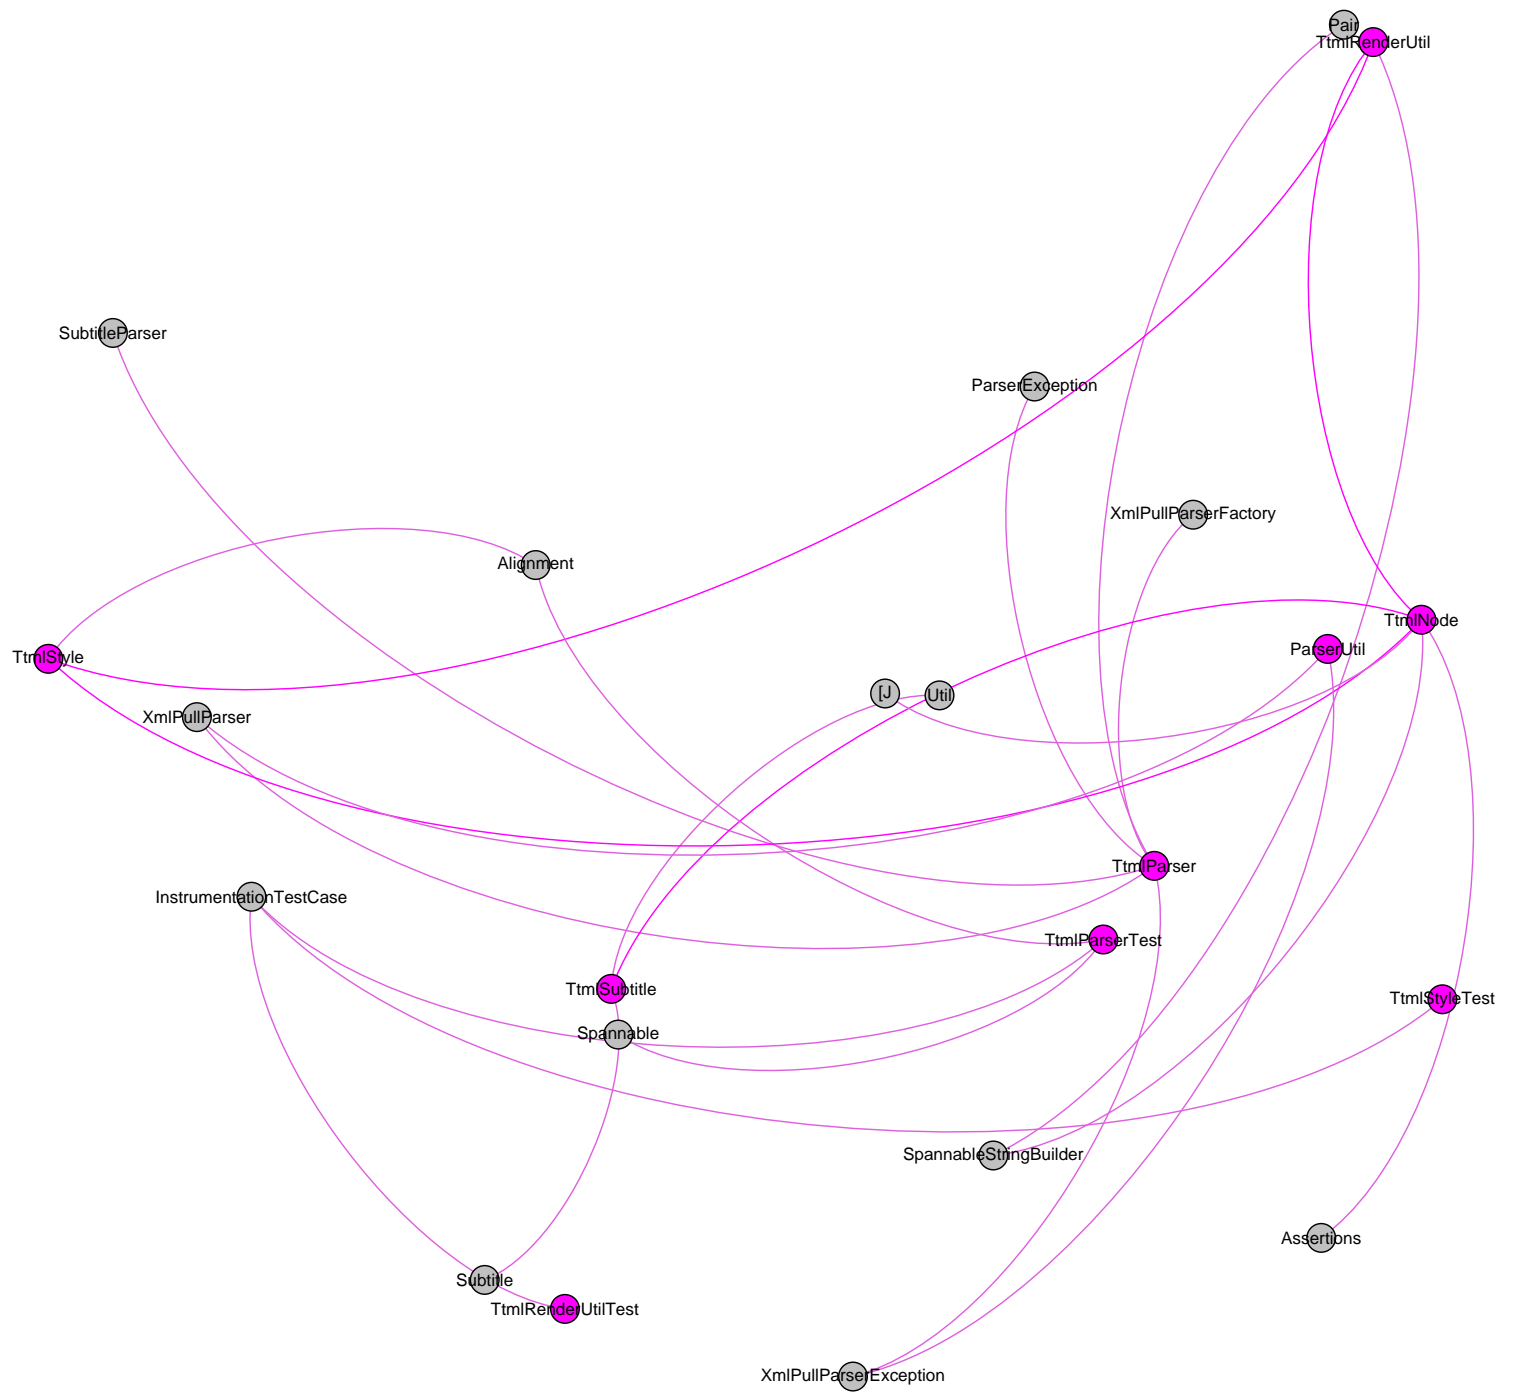 Pair
TtmlRenderUtil
SubtitleParser
ParserException
XmlPullParserFactory
Alignment
TtmlNode
ParserUtil
TtmlStyle
[J
Util
XmlPullParser
TtmlParser
InstrumentationTestCase
TtmlParserTest
TtmlSubtitle
TtmlStyleTest
Spannable
SpannableStringBuilder
Assertions
Subtitle
TtmlRenderUtilTest
XmlPullParserException